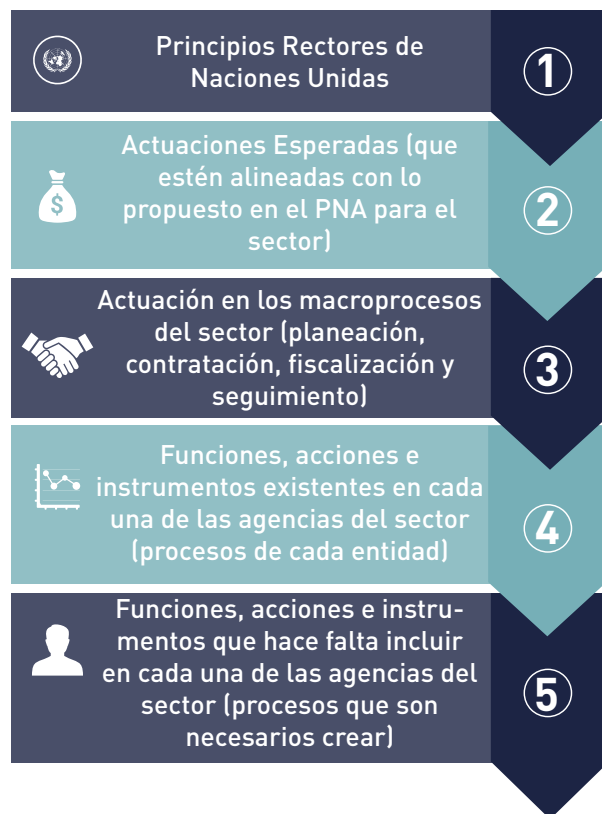 Principios Rectores de
Naciones Unidas
1
Actuaciones Esperadas (que
estén alineadas con lo
propuesto en el PNA para el
sector)
$
2
Actuación en los macroprocesos
del sector (planeación,
contratación, fiscalización y
seguimiento)
3
Funciones, acciones e
instrumentos existentes en cada
una de las agencias del sector
(procesos de cada entidad)
4
Funciones, acciones e instru-
mentos que hace falta incluir
en cada una de las agencias del
sector (procesos que son
necesarios crear)
5